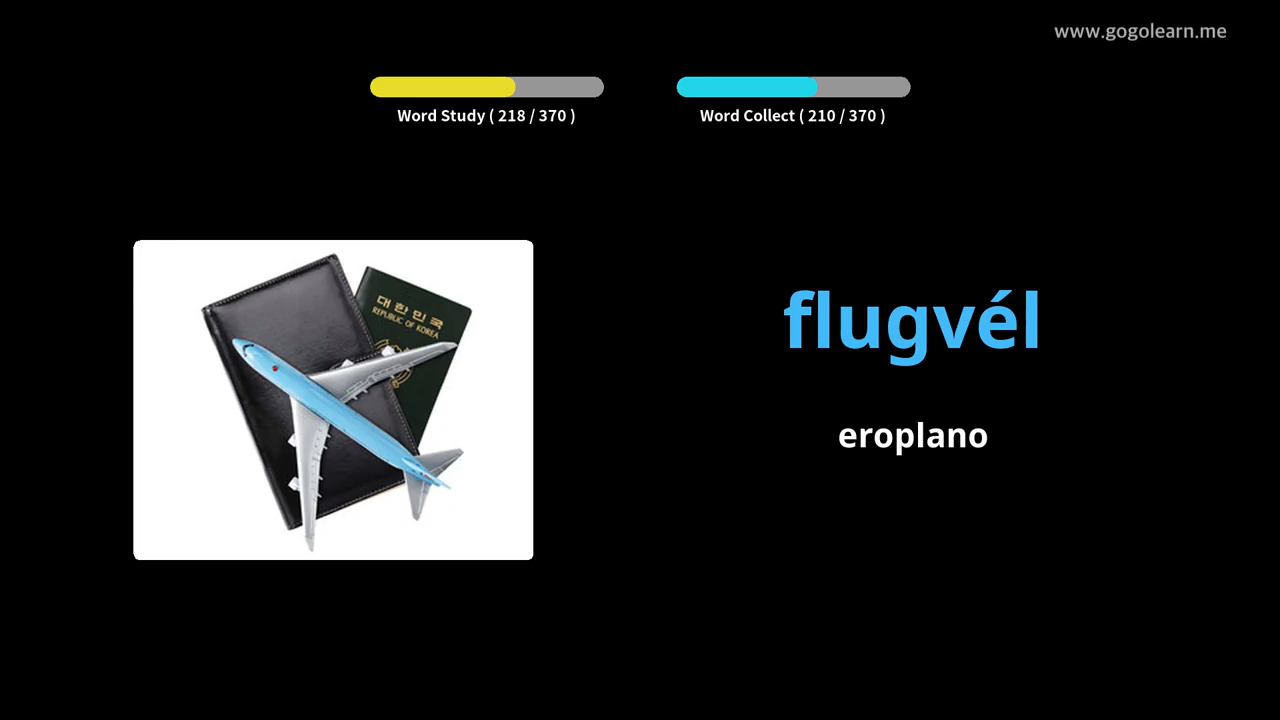 www.gogolearn.me
Word Study ( 218 / 370 )
Word Collect ( 210 / 370 )
대한민국
REPUBLIC OF KOREA
flugvél
eroplano